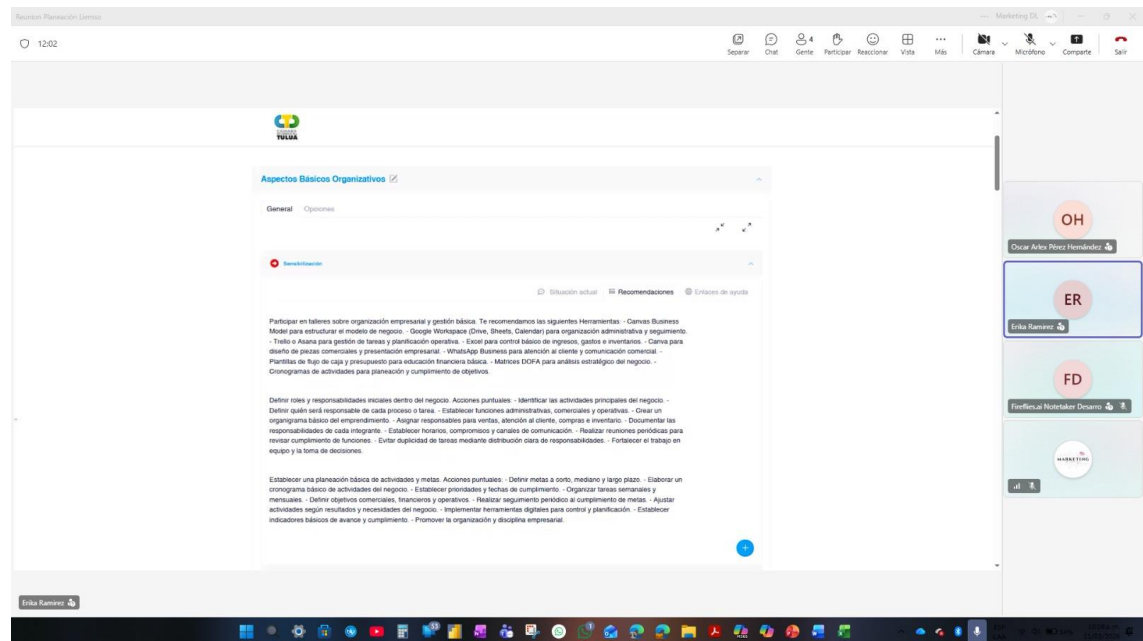 Reunion Planeación Lienzos
Marketing DL
12:02
Separar
Chat
4
Gente
Participar
Reaccionar
Vista
Más
Cámara
Micrófono
Comparte
Salir
TULUÁ
Aspectos Básicos Organizativos
General Opciones
Sensibilización
Situación actual Recomendaciones Enlaces de ayuda
Participar en talleres sobre organización empresarial y gestión básica. Te recomendamos las siguientes Herramientas: - Canvas Business
Model para estructurar el modelo de negocio. - Google Workspace (Drive, Sheets, Calendar) para organización administrativa y seguimiento.
- Trello o Asana para gestión de tareas y planificación operativa. - Excel para control básico de ingresos, gastos e inventarios. - Canva para
diseño de piezas comerciales y presentación empresarial. - WhatsApp Business para atención al cliente y comunicación comercial. -
Plantillas de flujo de caja y presupuesto para educación financiera básica. - Matrices DOFA para análisis estratégico del negocio. -
Cronogramas de actividades para planeación y cumplimiento de objetivos.
Definir roles y responsabilidades iniciales dentro del negocio. Acciones puntuales: - Identificar las actividades principales del negocio. -
Definir quién será responsable de cada proceso o tarea. - Establecer funciones administrativas, comerciales y operativas. - Crear un
organigrama básico del emprendimiento. - Asignar responsables para ventas, atención al cliente, compras e inventario. - Documentar las
responsabilidades de cada integrante. - Establecer horarios, compromisos y canales de comunicación. - Realizar reuniones periódicas para
revisar cumplimiento de funciones. - Evitar duplicidad de tareas mediante distribución clara de responsabilidades. - Fortalecer el trabajo en
equipo y la toma de decisiones.
Establecer una planeación básica de actividades y metas. Acciones puntuales: - Definir metas a corto, mediano y largo plazo. - Elaborar un
cronograma básico de actividades del negocio. - Establecer prioridades y fechas de cumplimiento. - Organizar tareas semanales y
mensuales. - Definir objetivos comerciales, financieros y operativos. - Realizar seguimiento periódico al cumplimiento de metas. - Ajustar
actividades según resultados y necesidades del negocio. - Implementar herramientas digitales para control y planificación. - Establecer
indicadores básicos de avance y cumplimiento. - Promover la organización y disciplina empresarial.
OH
Oscar Arlex Pérez Hernández
ER
Erika Ramirez
FD
Fireflies.ai Notetaker Desarro
MARKETING
Erika Ramirez
53